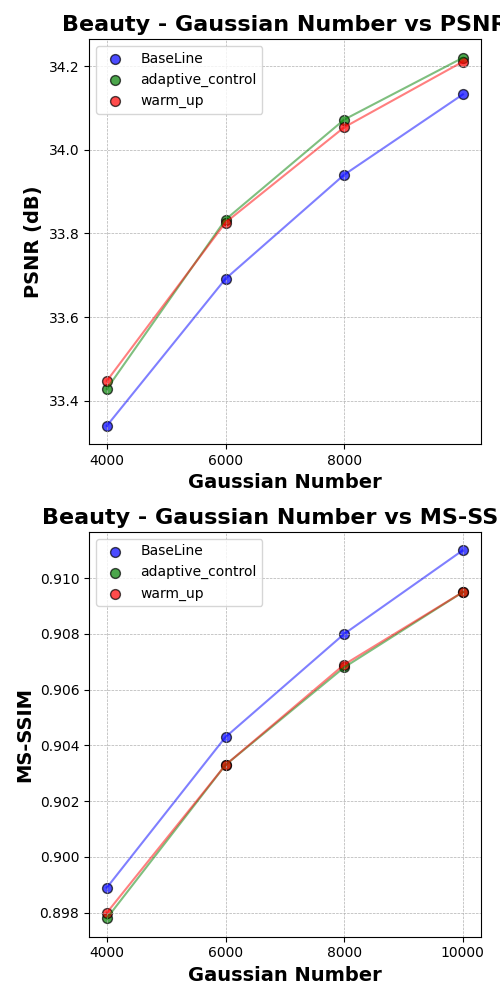 Beauty - Gaussian Number vs PSNR
BaseLine
adaptive_control
warm_up
34.2
34.0
33.8
33.6
33.4
PSNR (dB)
4000 6000 8000
Gaussian Number
Beauty - Gaussian Number vs MS-SS
BaseLine
adaptive_control
warm_up
0.910
0.908
0.906
0.904
0.902
0.900
0.898
MS-SSIM
4000 6000 8000 10000
Gaussian Number